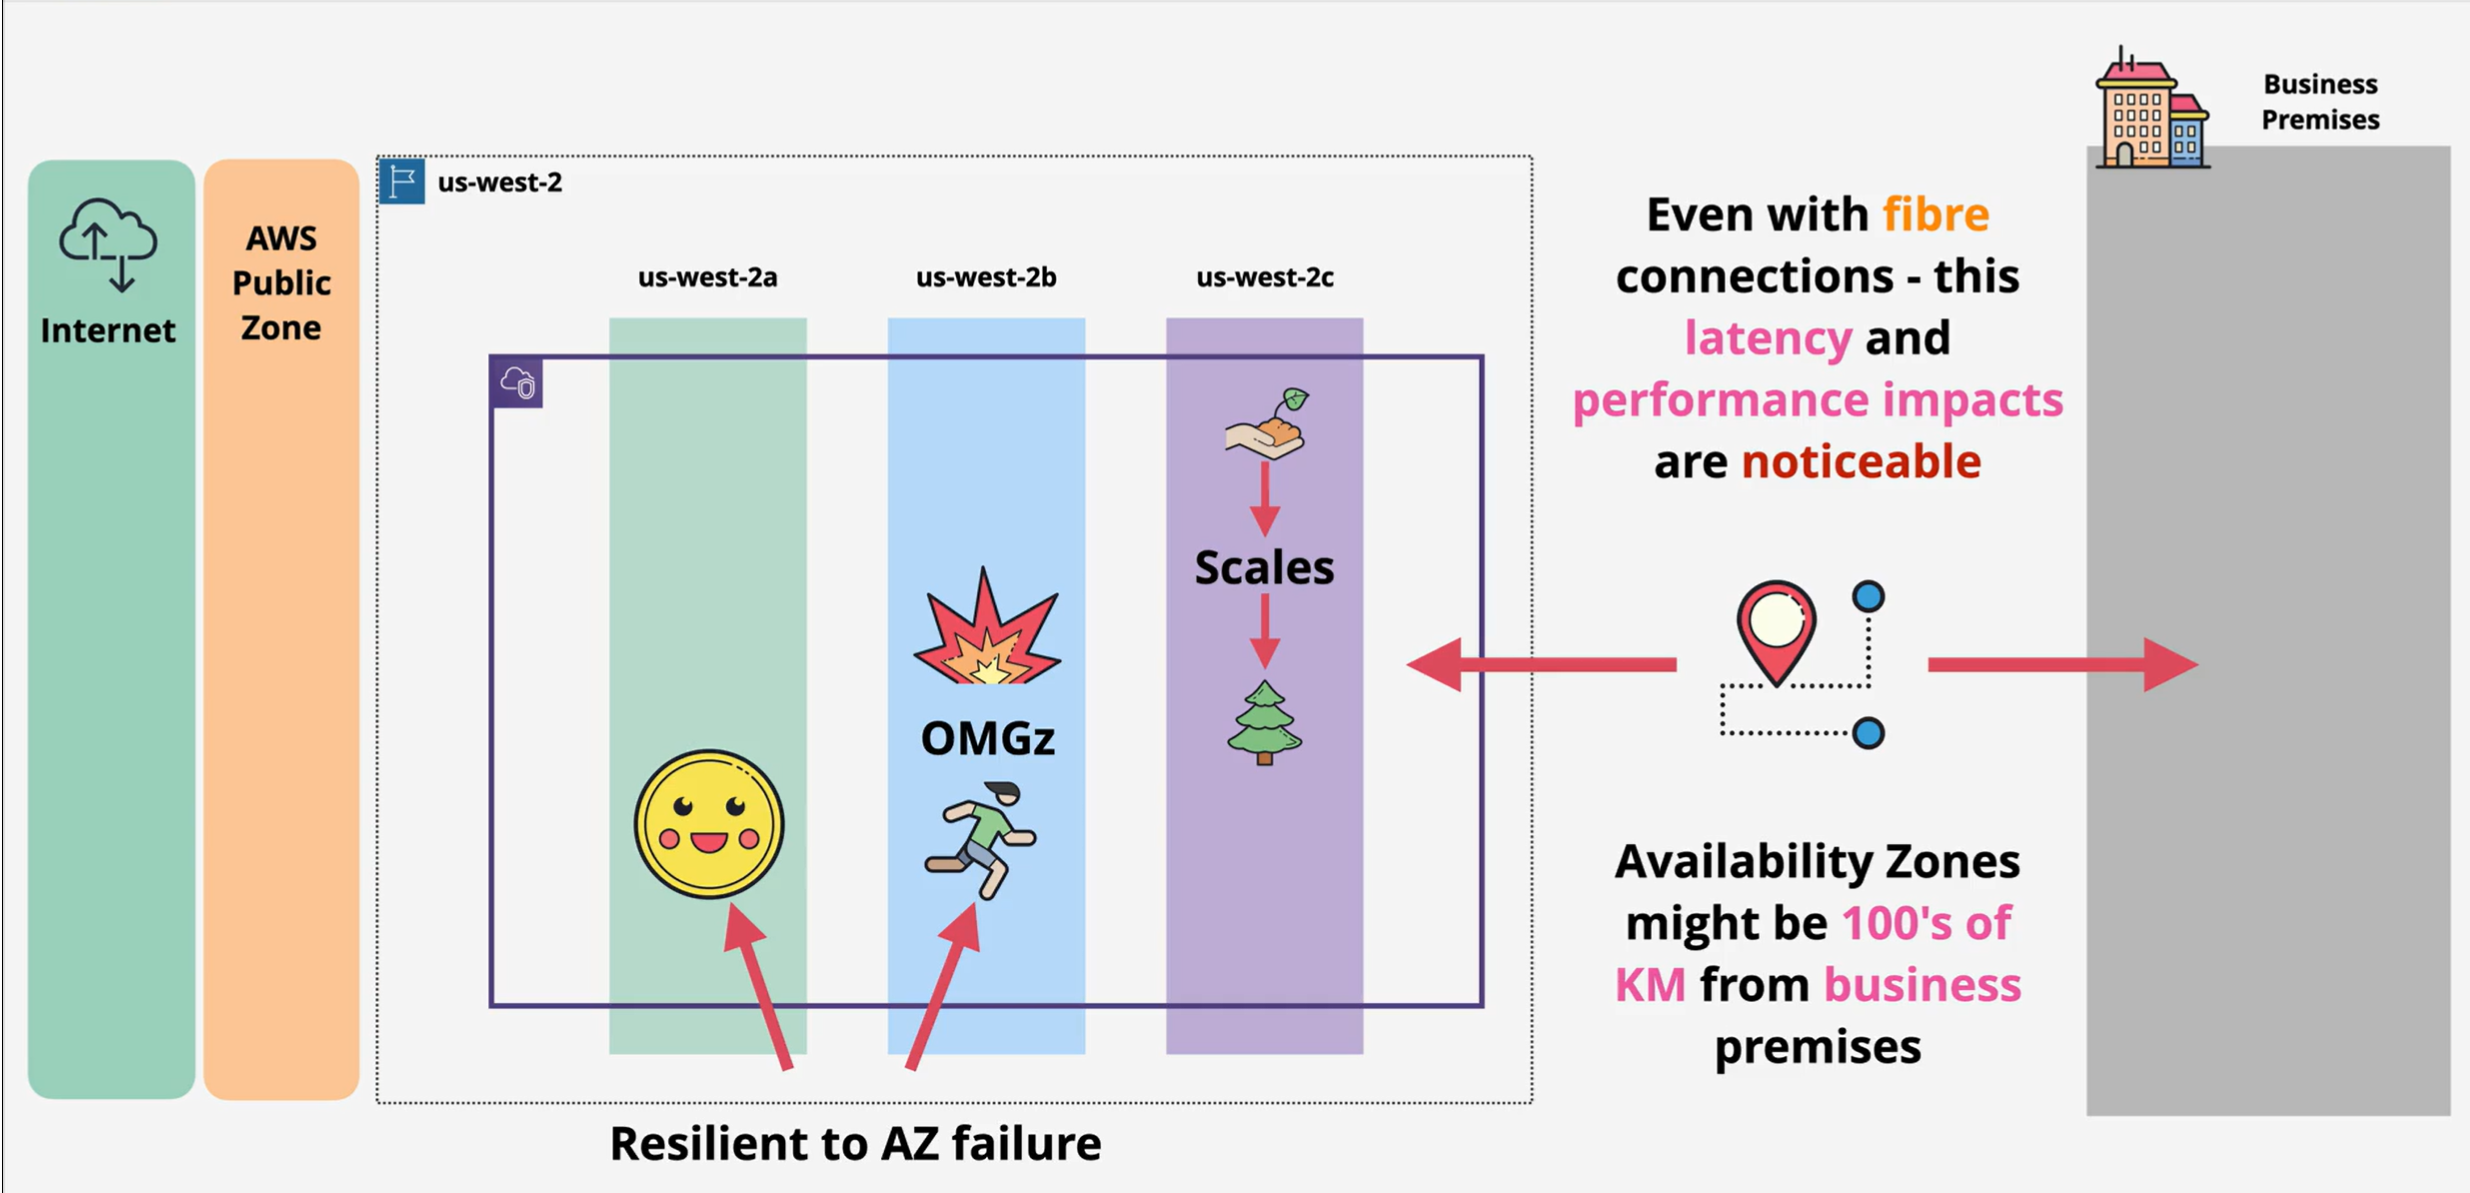 Business
Premises
Internet
AWS
Public
Zone
us-west-2
us-west-2a
us-west-2b
us-west-2c
Scales
OMGz
Resilient to AZ failure
Even with fibre
connections - this
latency and
performance impacts
are noticeable
Availability Zones
might be 100's of
KM from business
premises